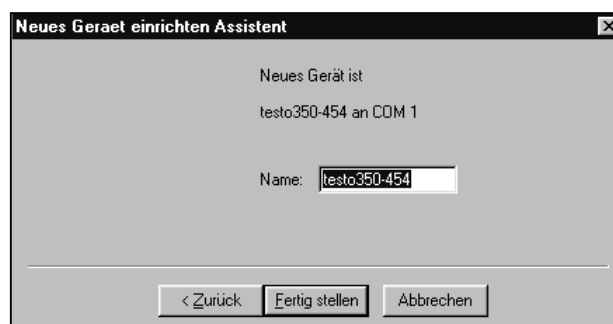 Neues Geraet einrichten Assistent
Neues Gerät ist
testo350-454 an COM 1
Name: testo350-454
< Zurück Fertig stellen Abbrechen